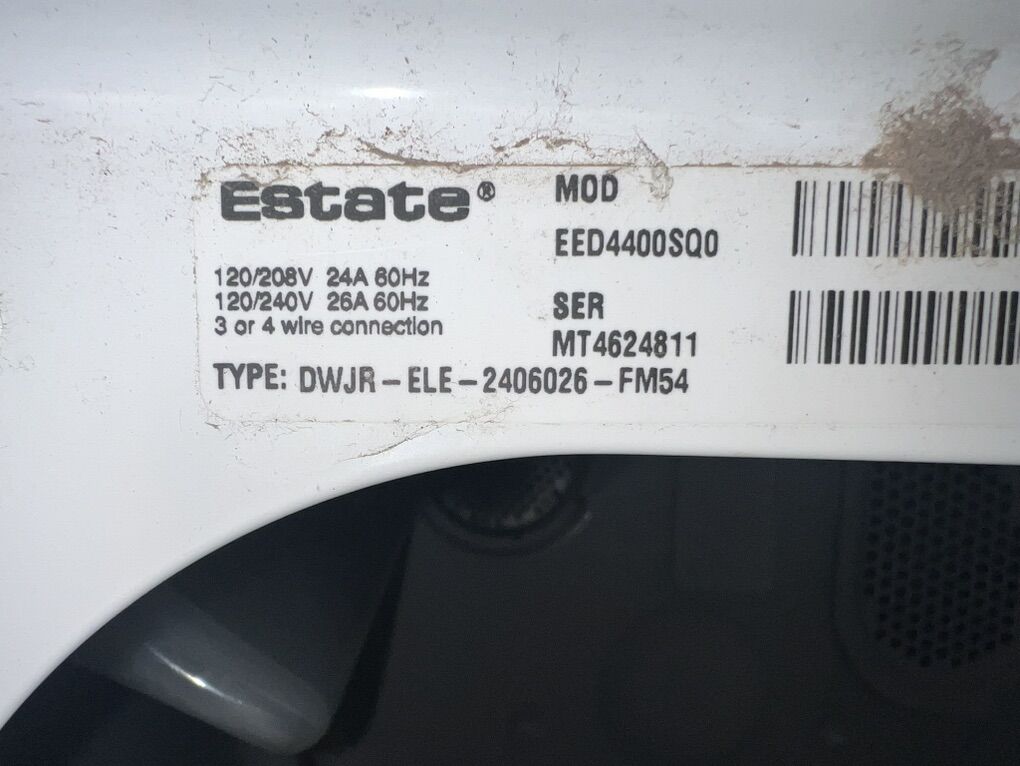 Estate® MOD
EED4400SQ0
120/208V 24A 60Hz
120/240V 26A 60Hz
3 or 4 wire connection
SER
MT4624811
TYPE: DWJR-ELE-2406026-FM54